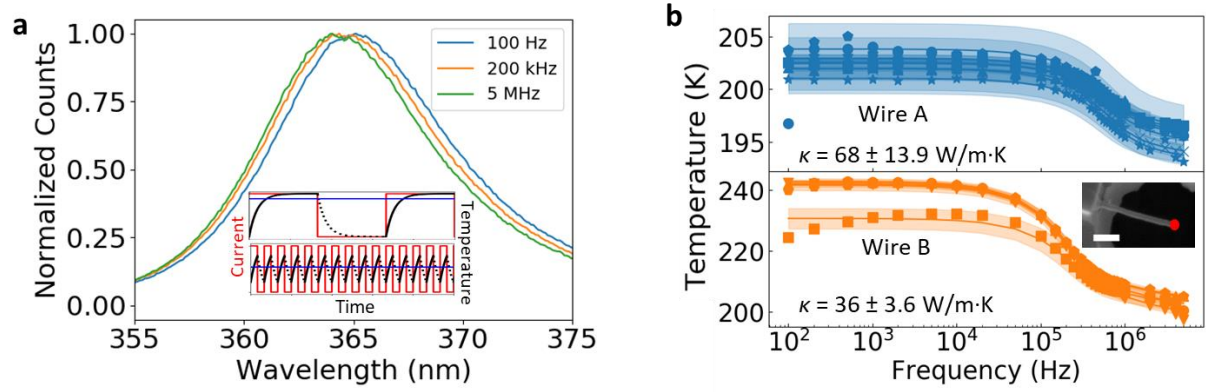 a
1.00
0.75
0.50
0.25
0.00
Normalized Counts
100 Hz
200 kHz
5 MHz
Current
Temperature
Time
355
360
365
370
375
Wavelength (nm)
b
205
200
195
Wire A
κ = 68 ± 13.9 W/m·K
240
220
200
Wire B
κ = 36 ± 3.6 W/m·K
Temperature (K)
10²
10³
10⁴
10⁵
10⁶
Frequency (Hz)